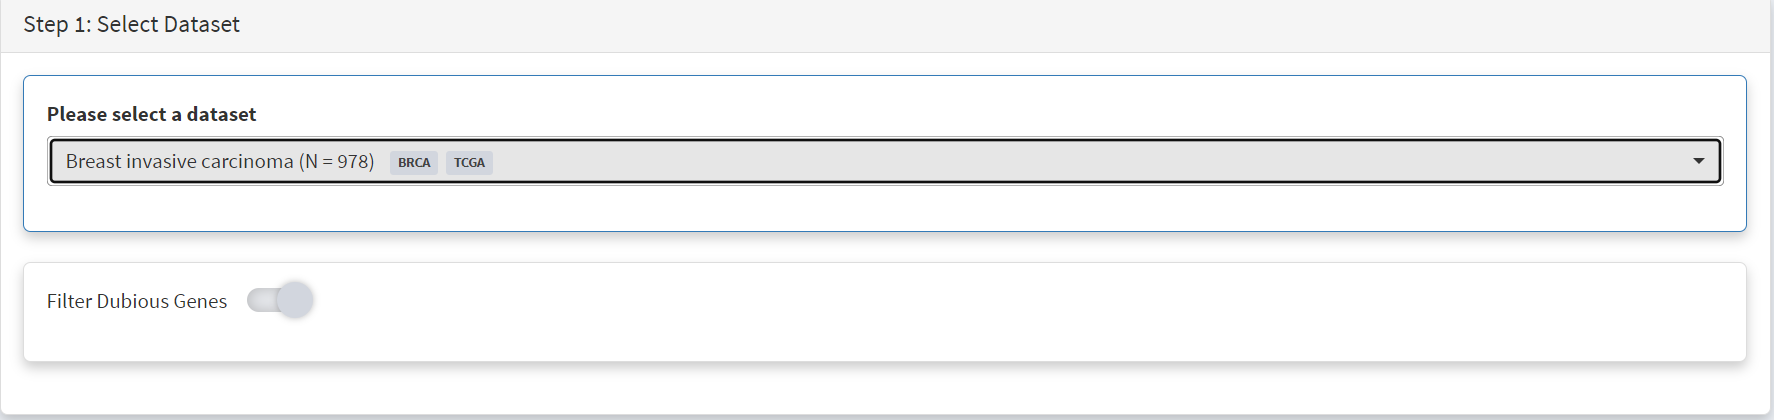 Step 1: Select Dataset
Please select a dataset
Breast invasive carcinoma (N = 978) BRCA TCGA
Filter Dubious Genes